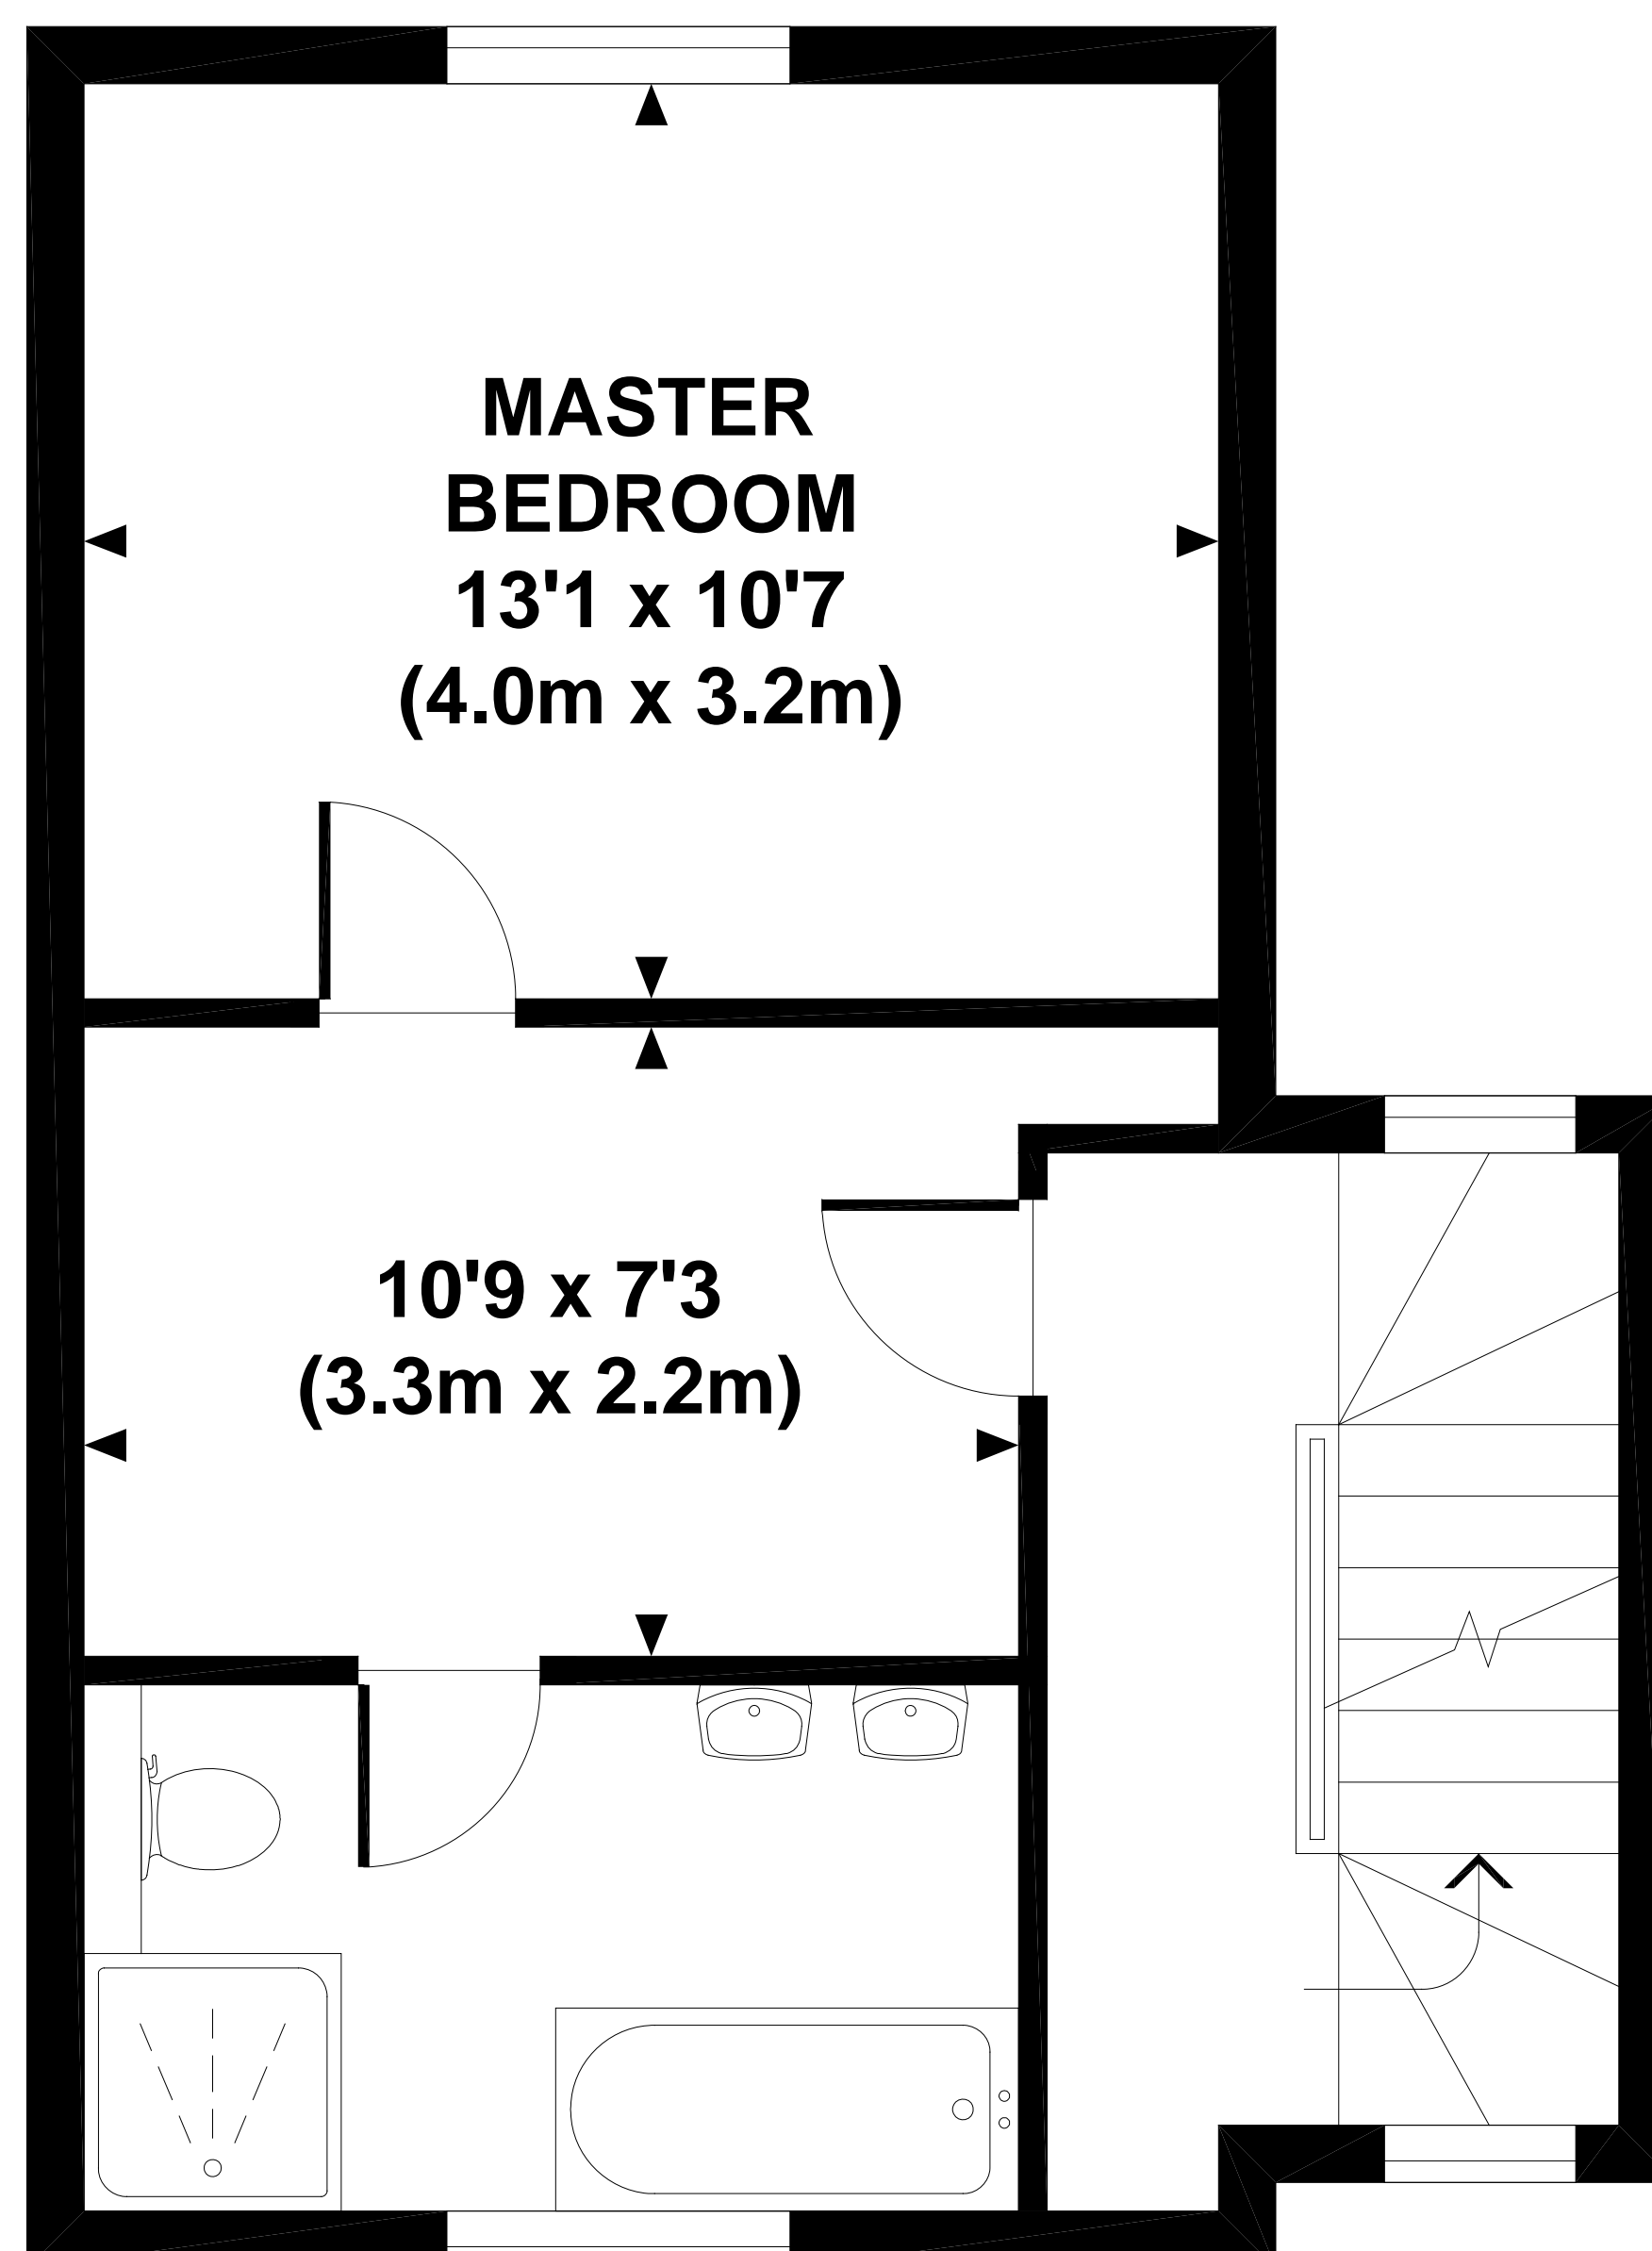 MASTER
BEDROOM
13'1 x 10'7
(4.0m x 3.2m)
10'9 x 7'3
(3.3m x 2.2m)